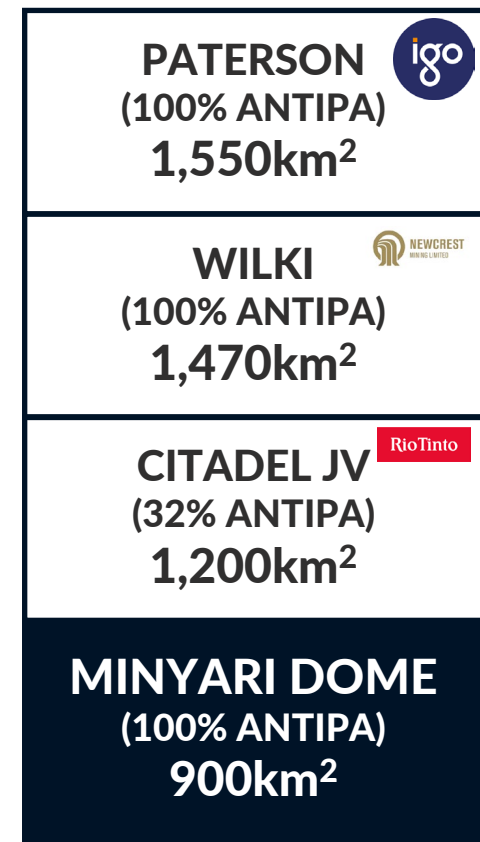 PATERSON
igo
(100% ANTIPA)
1,550km²
WILKI
NEWCREST
MINING LIMITED
(100% ANTIPA)
1,470km²
RioTinto
CITADEL JV
(32% ANTIPA)
1,200km²
MINYARI DOME
(100% ANTIPA)
900km²